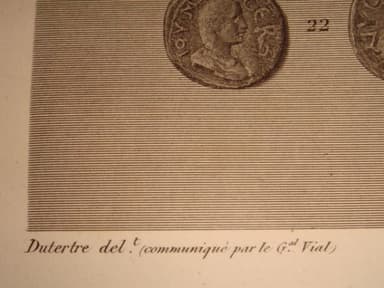 22
Dutertre del.t (communiqué par le G.al Vial)